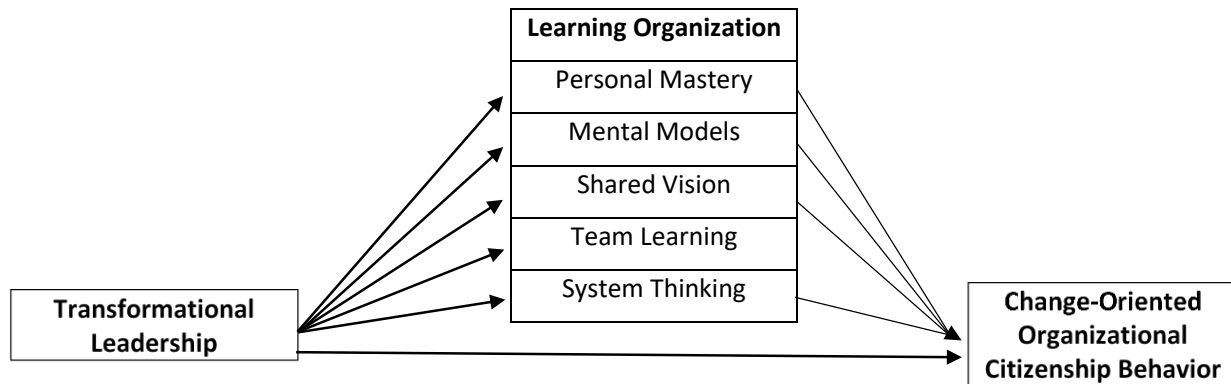 Learning Organization
Personal Mastery
Mental Models
Shared Vision
Team Learning
System Thinking
Transformational
Leadership
Change-Oriented
Organizational
Citizenship Behavior